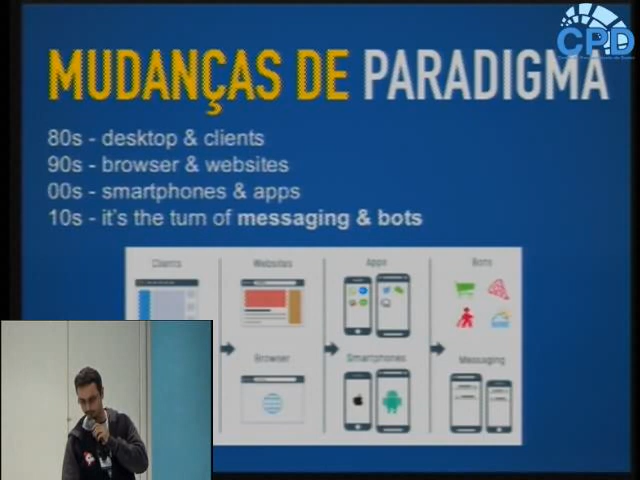 CPD
MUDANÇAS DE PARADIGMA
80s - desktop & clients
90s - browser & websites
00s - smartphones & apps
10s - it's the turn of messaging & bots
Clients
Websites
Apps
Bots
Browser
Smartphones
Messaging